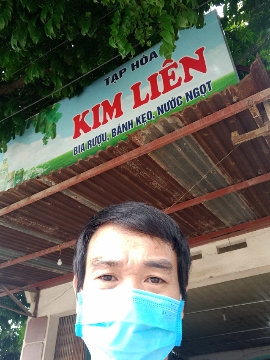 TẠP HÓA
KIM LIÊN
BIA RƯỢU, BÁNH KẸO, NƯỚC NGỌT